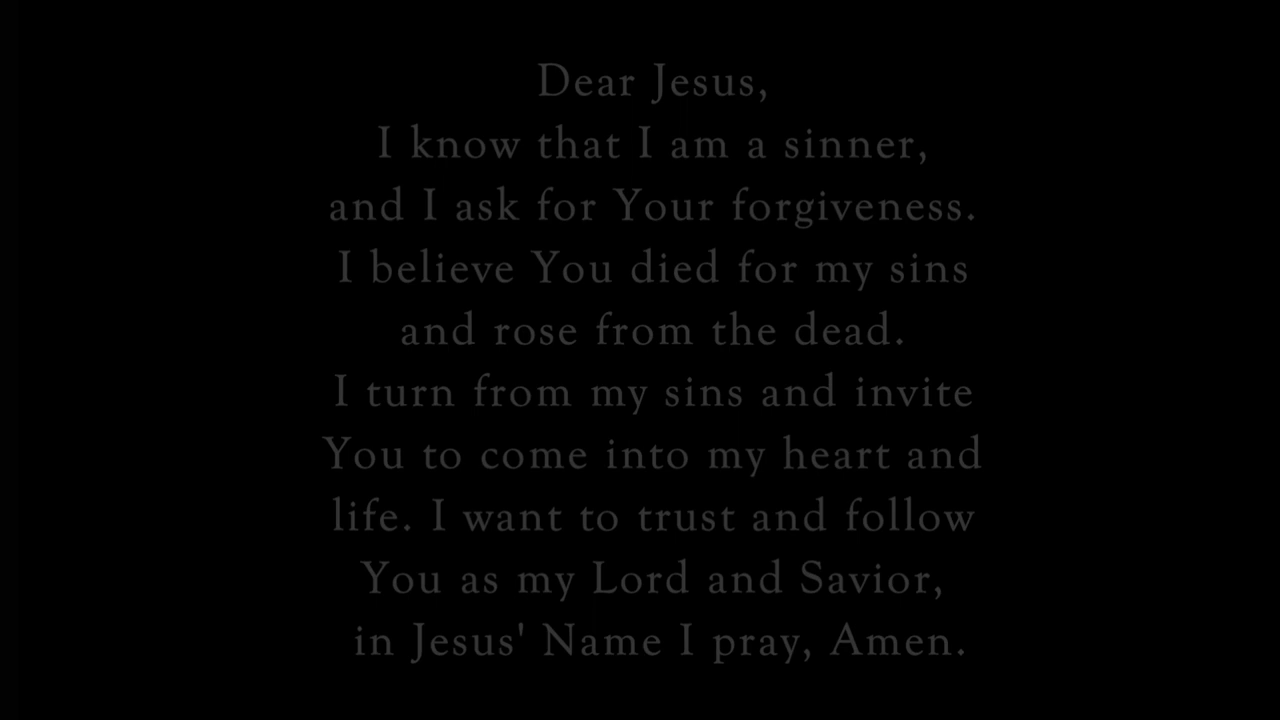 Dear Jesus,
I know that I am a sinner,
and I ask for Your forgiveness.
I believe You died for my sins
and rose from the dead.
I turn from my sins and invite
You to come into my heart and
life. I want to trust and follow
You as my Lord and Savior,
in Jesus' Name I pray, Amen.